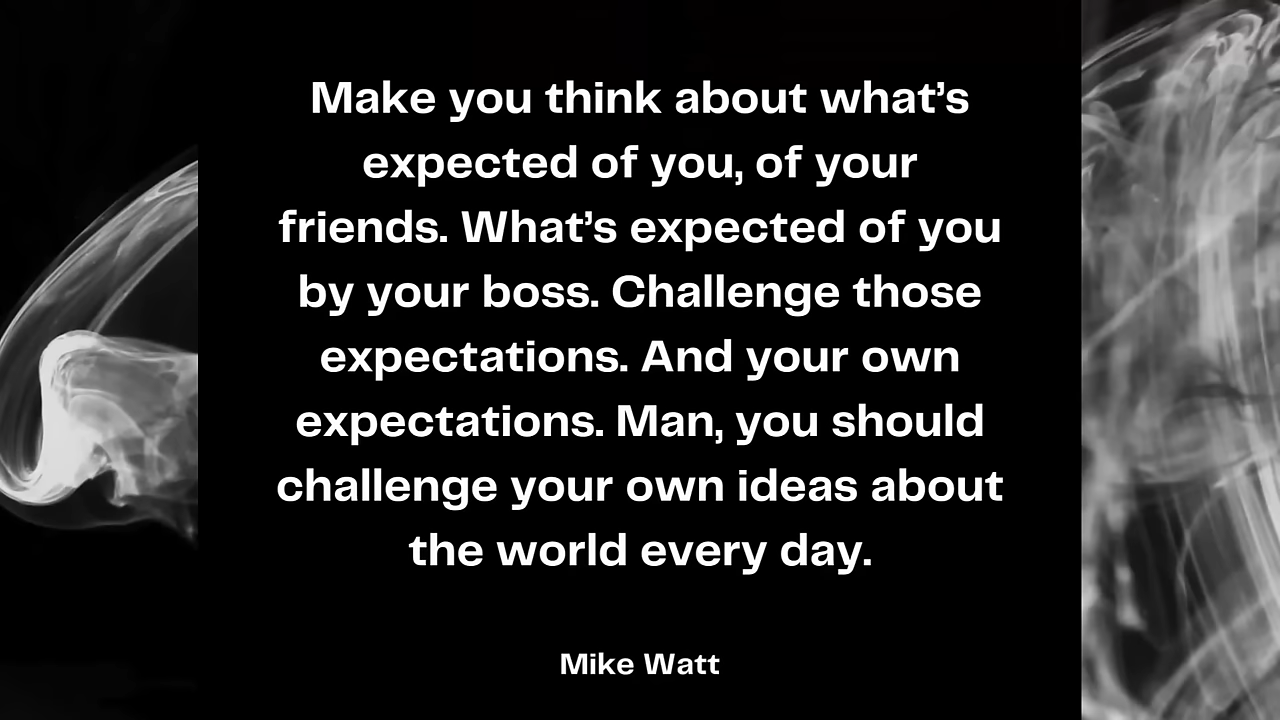 Make you think about what’s
expected of you, of your
friends. What’s expected of you
by your boss. Challenge those
expectations. And your own
expectations. Man, you should
challenge your own ideas about
the world every day.
Mike Watt